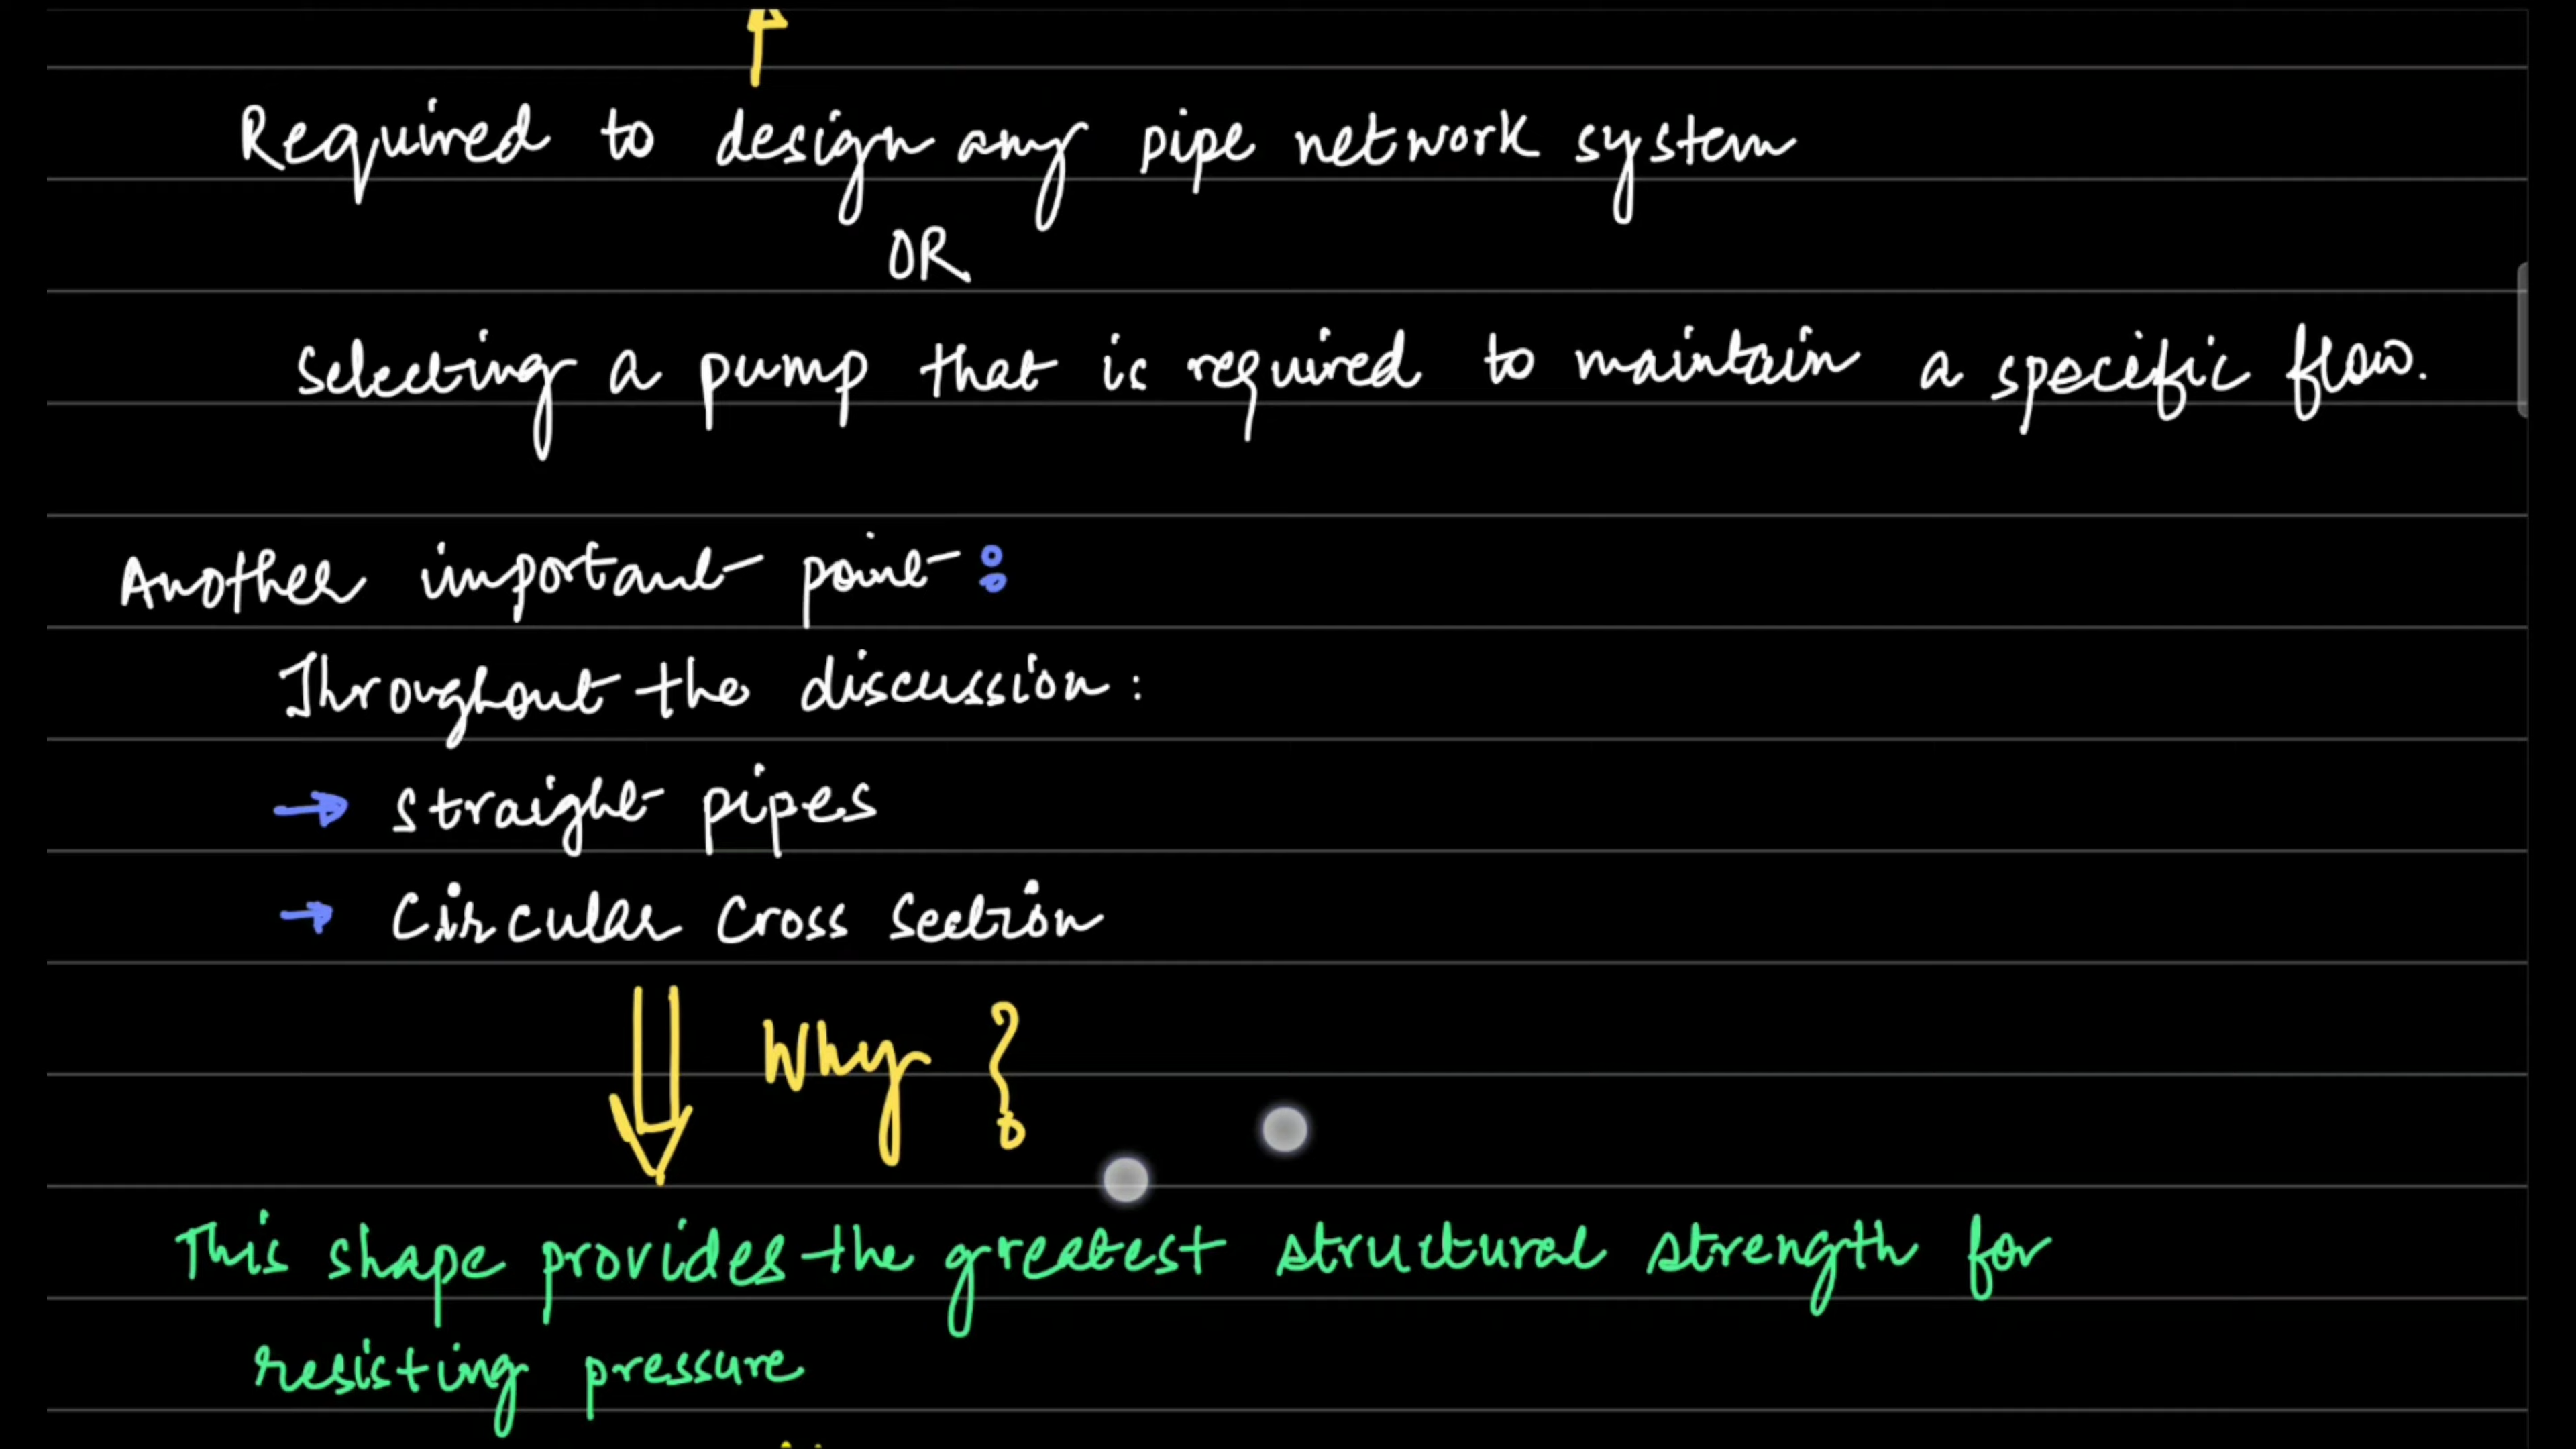 Required to design any pipe network system
OR
Selecting a pump that is required to maintain a specific flow.
Another important point :
Throughout the discussion :
→ straight pipes
→ Circular Cross Section
Why ?
This shape provides the greatest structural strength for
resisting pressure